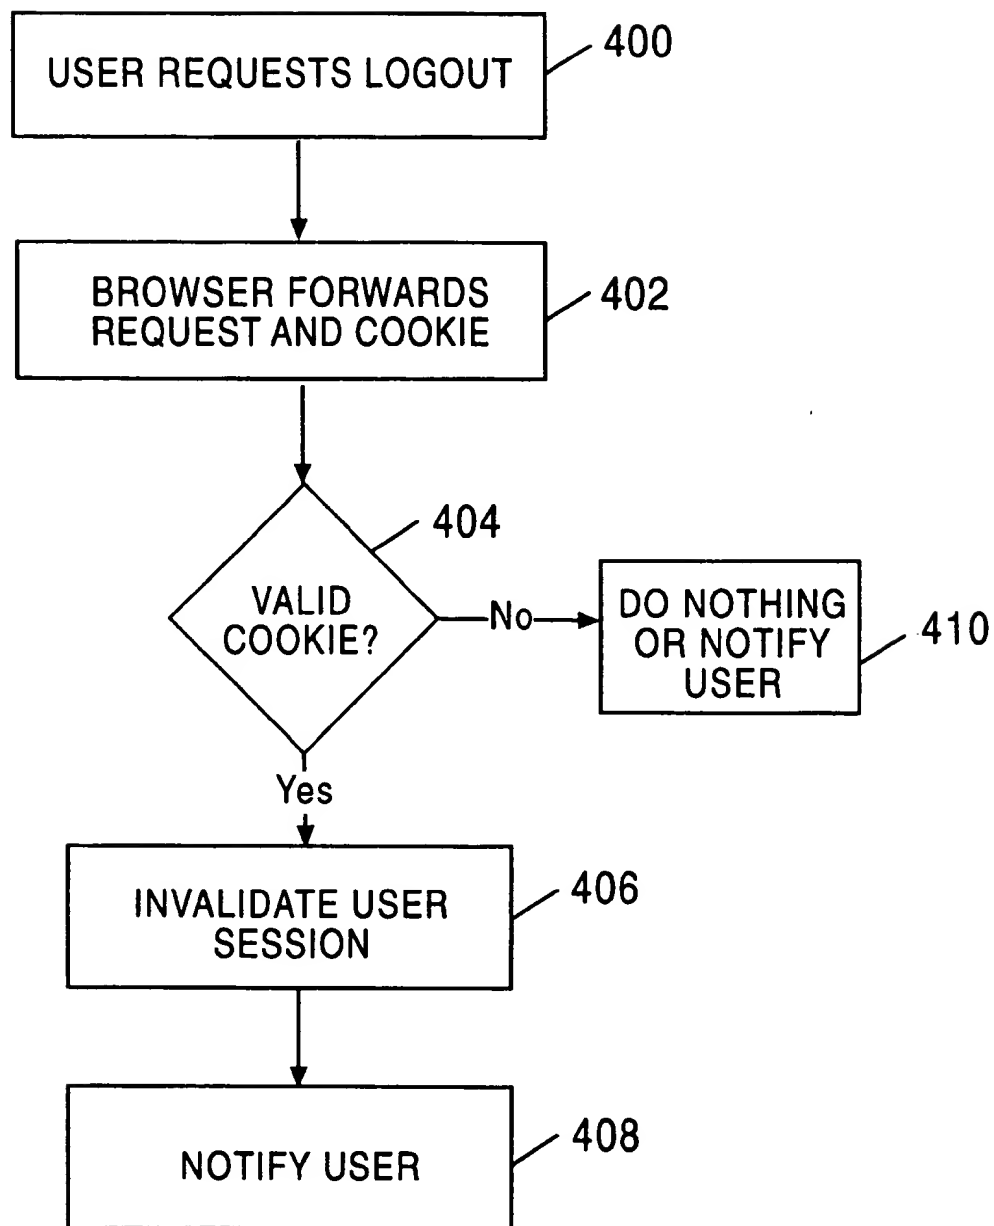 USER REQUESTS LOGOUT
400
BROWSER FORWARDS
REQUEST AND COOKIE
402
404
VALID
COOKIE?
No
DO NOTHING
OR NOTIFY
USER
410
Yes
INVALIDATE USER
SESSION
406
NOTIFY USER
408